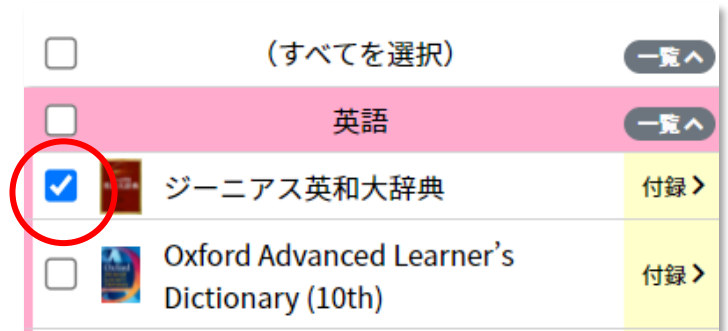 (すべてを選択) 一覧へ
英語 一覧へ
ジーニアス英和大辞典 付録
Oxford Advanced Learner’s
Dictionary (10th) 付録